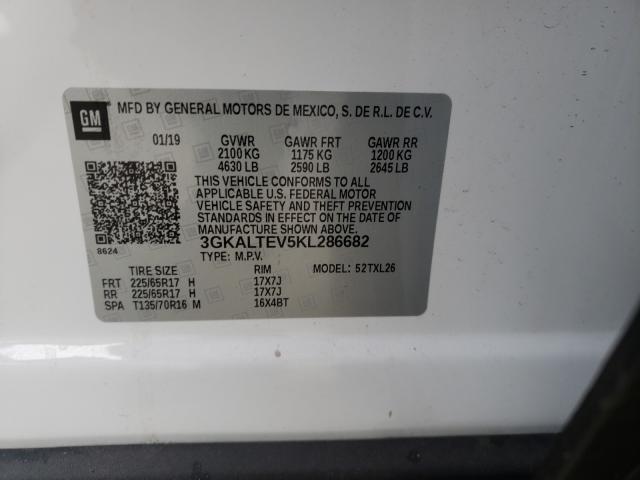 GM
MFD BY GENERAL MOTORS DE MEXICO, S. DE R.L. DE C.V.
01/19 GVWR GAWR FRT GAWR RR
2100 KG 1175 KG 1200 KG
4630 LB 2590 LB 2645 LB
THIS VEHICLE CONFORMS TO ALL
APPLICABLE U.S. FEDERAL MOTOR
VEHICLE SAFETY AND THEFT PREVENTION
STANDARDS IN EFFECT ON THE DATE OF
MANUFACTURE SHOWN ABOVE.
8624
3GKALTEV5KL286682
TYPE: M.P.V. MODEL: 52TXL26
TIRE SIZE RIM
FRT 225/65R17 H 17X7J
RR 225/65R17 H 17X7J
SPA T135/70R16 M 16X4BT